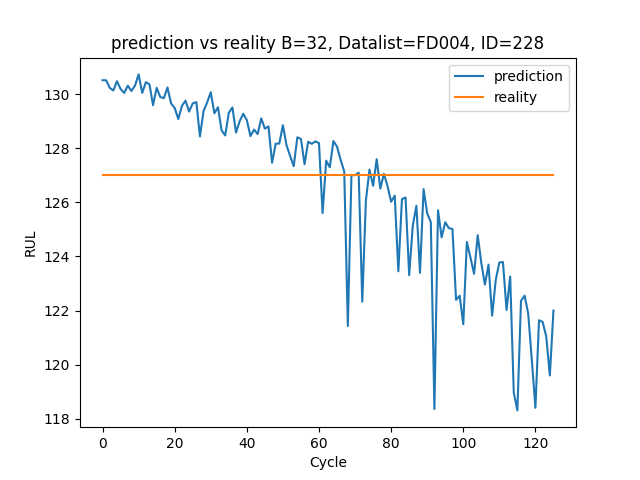 prediction vs reality B=32, Datalist=FD004, ID=228
prediction
reality
RUL
130
128
126
124
122
120
118
0 20 40 60 80 100 120
Cycle